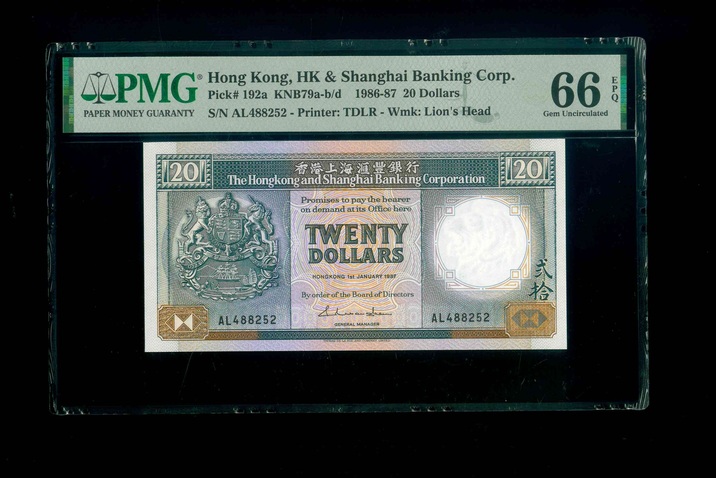 PMG
PAPER MONEY GUARANTY
Hong Kong, HK & Shanghai Banking Corp.
Pick# 192a KNB79a-b/d 1986-87 20 Dollars
S/N AL488252 - Printer: TDLR - Wmk: Lion's Head
66 EPQ
Gem Uncirculated
20
香港上海滙豐銀行
20
The Hongkong and Shanghai Banking Corporation
Promises to pay the bearer
on demand at its Office here
TWENTY
DOLLARS
HONGKONG 1st JANUARY 1987
By order of the Board of Directors
GENERAL MANAGER
貳拾
AL488252
AL488252